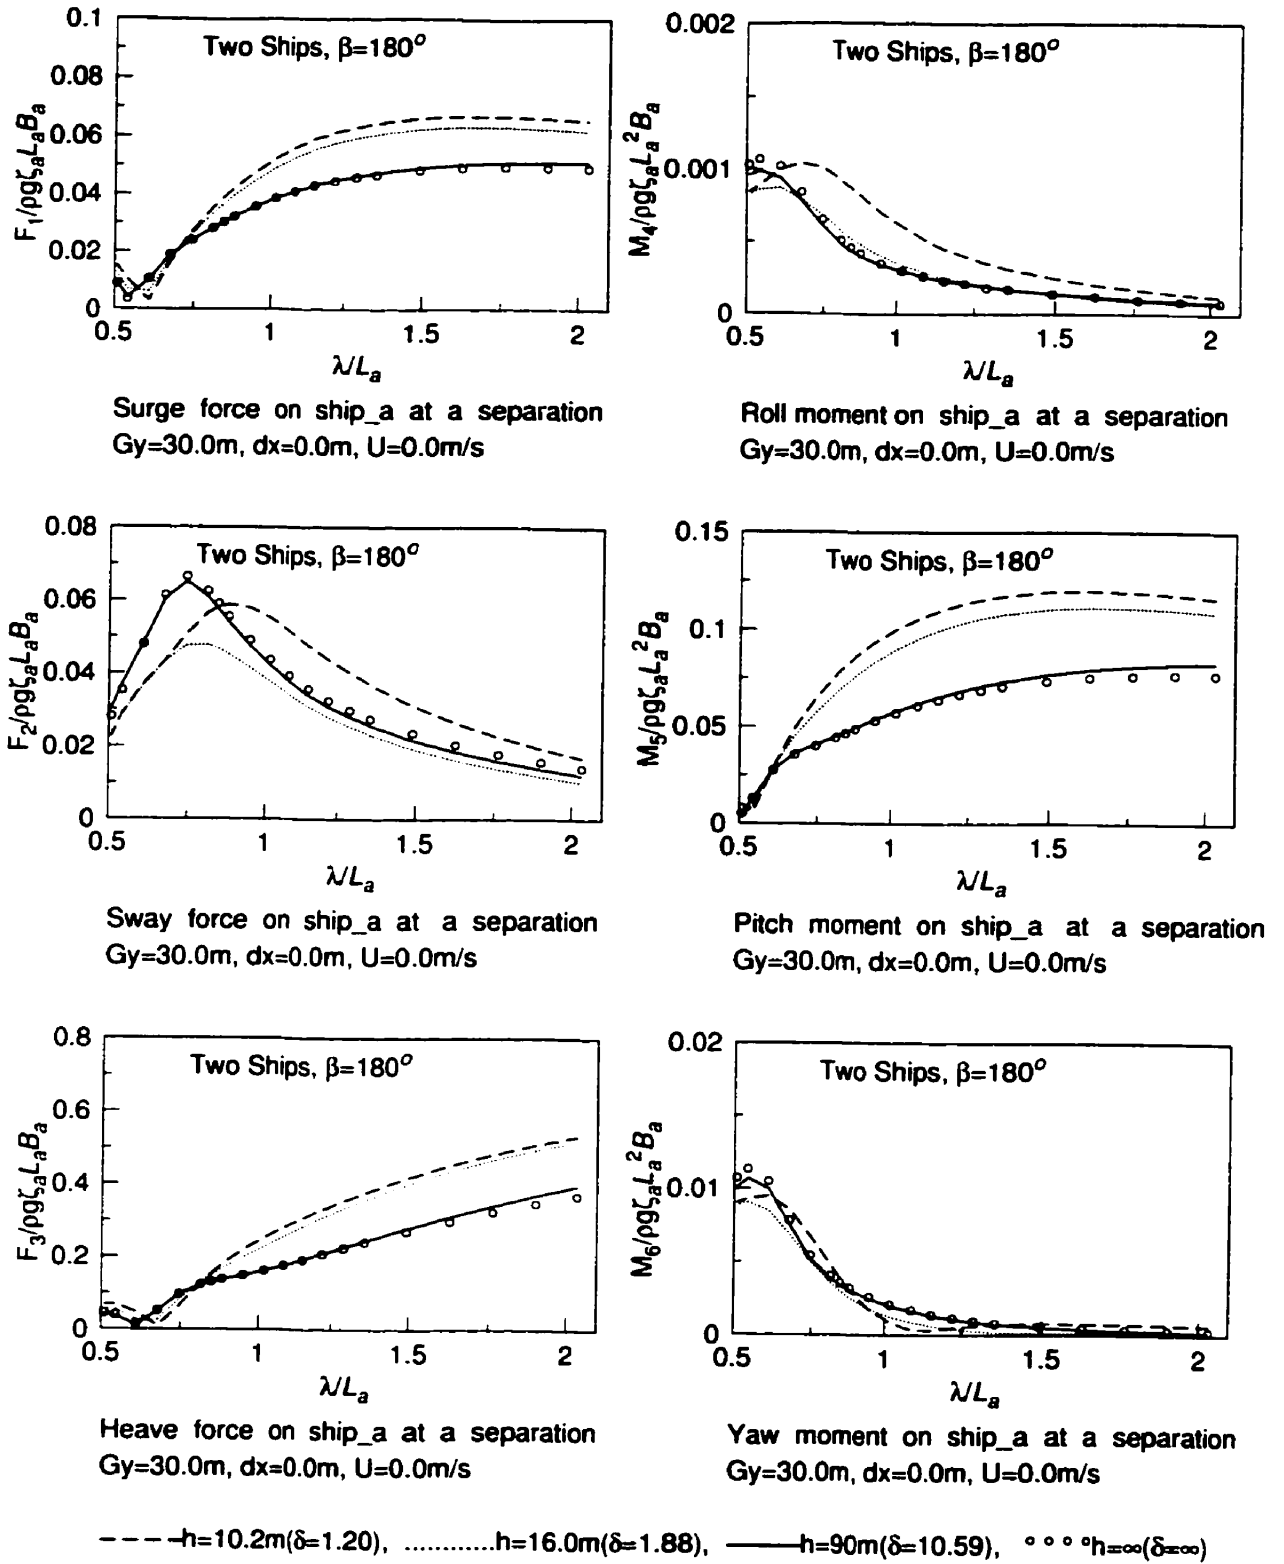 0.1
0.08
0.06
0.04
0.02
0
F₁/ρgζₐLₐBₐ
Two Ships, β=180°
0.5 1 1.5 2
λ/Lₐ
Surge force on ship_a at a separation
Gy=30.0m, dx=0.0m, U=0.0m/s
0.002
0.001
0
M₄/ρgζₐLₐ²Bₐ
Two Ships, β=180°
0.5 1 1.5 2
λ/Lₐ
Roll moment on ship_a at a separation
Gy=30.0m, dx=0.0m, U=0.0m/s
0.08
0.06
0.04
0.02
0
F₂/ρgζₐLₐBₐ
Two Ships, β=180°
0.5 1 1.5 2
λ/Lₐ
Sway force on ship_a at a separation
Gy=30.0m, dx=0.0m, U=0.0m/s
0.15
0.1
0.05
0
M₅/ρgζₐLₐ²Bₐ
Two Ships, β=180°
0.5 1 1.5 2
λ/Lₐ
Pitch moment on ship_a at a separation
Gy=30.0m, dx=0.0m, U=0.0m/s
0.8
0.6
0.4
0.2
0
F₃/ρgζₐLₐBₐ
Two Ships, β=180°
0.5 1 1.5 2
λ/Lₐ
Heave force on ship_a at a separation
Gy=30.0m, dx=0.0m, U=0.0m/s
0.02
0.01
0
M₆/ρgζₐLₐ²Bₐ
Two Ships, β=180°
0.5 1 1.5 2
λ/Lₐ
Yaw moment on ship_a at a separation
Gy=30.0m, dx=0.0m, U=0.0m/s
h=10.2m(δ=1.20), h=16.0m(δ=1.88), h=90m(δ=10.59), h=∞(δ=∞)